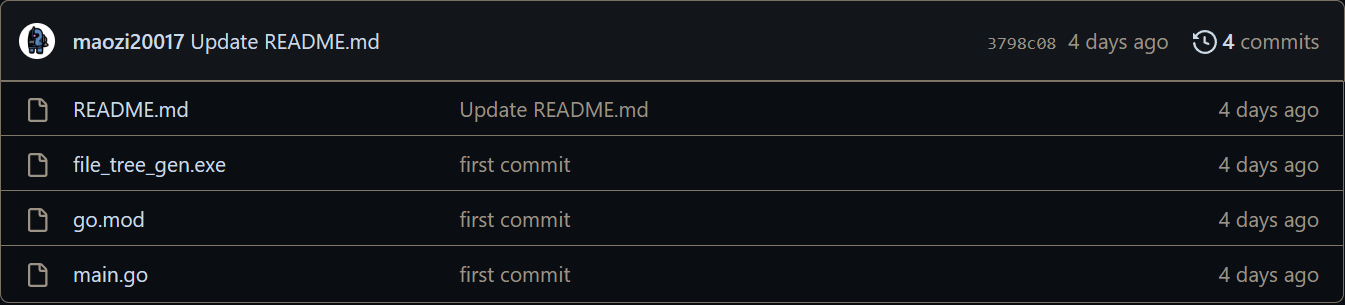 maozi20017 Update README.md 3798c08 4 days ago 4 commits
README.md Update README.md 4 days ago
file_tree_gen.exe first commit 4 days ago
go.mod first commit 4 days ago
main.go first commit 4 days ago